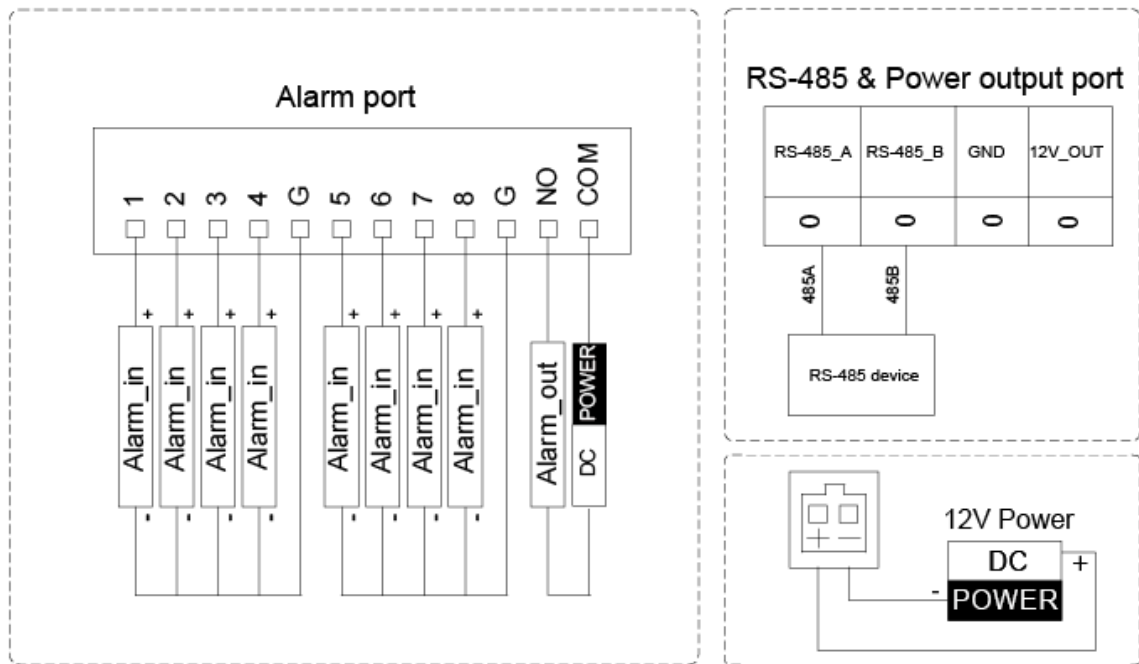 Alarm port
1 2 3 4 G 5 6 7 8 G NO COM
+ + + + + + + +
Alarm_in Alarm_in Alarm_in Alarm_in Alarm_in Alarm_in Alarm_in Alarm_in Alarm_out DC POWER
- - - - - - - -
RS-485 & Power output port
RS-485_A RS-485_B GND 12V_OUT
0 0 0 0
485A 485B
RS-485 device
12V Power
+ -
DC +
- POWER